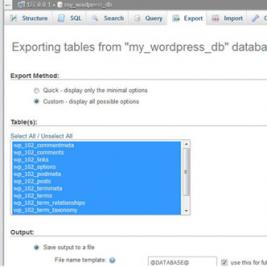 my_wordpress_db
Structure SQL Search Query Export Import
Exporting tables from "my_wordpress_db" databa
Export Method:
Quick - display only the minimal options
Custom - display all possible options
Table(s):
Select All / Unselect All
wp_102_commentmeta
wp_102_comments
wp_102_links
wp_102_options
wp_102_postmeta
wp_102_posts
wp_102_termmeta
wp_102_terms
wp_102_term_relationships
wp_102_term_taxonomy
Output:
Save output to a file
File name template: @DATABASE@ use this for fu